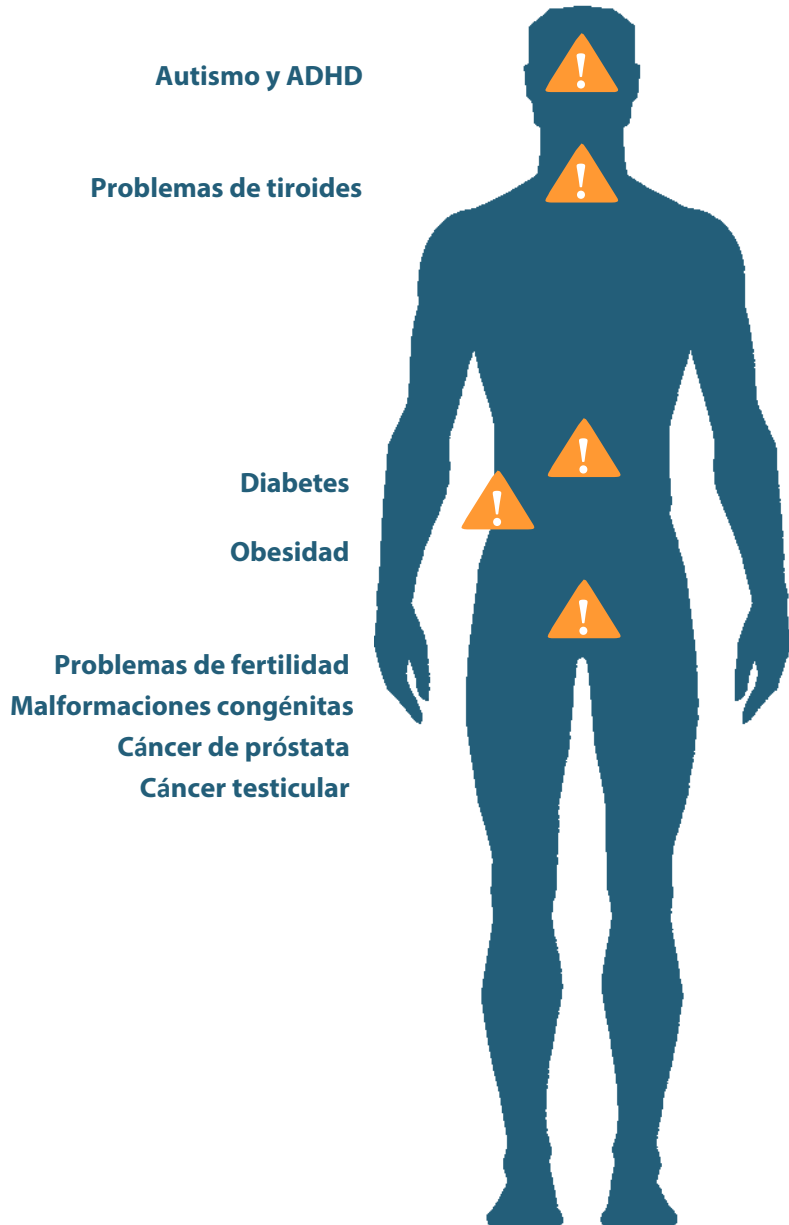 Autismo y ADHD
Problemas de tiroides
Diabetes
Obesidad
Problemas de fertilidad
Malformaciones congénitas
Cáncer de próstata
Cáncer testicular